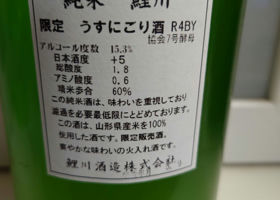 純米 鯉川
限定 うすにごり酒 R4BY
協会7号酵母
アルコール度数 15.3%
日本酒度 +5
総酸度 1.8
アミノ酸度 0.6
精米歩合 60%
この純米酒は、味わいを重視しており
濾過を必要最低限にとどめております。
この酒は、山形県産米を100%
使用した酒です。限定販売酒。
爽やかな味わいの火入れ酒です。
鯉川酒造株式会社